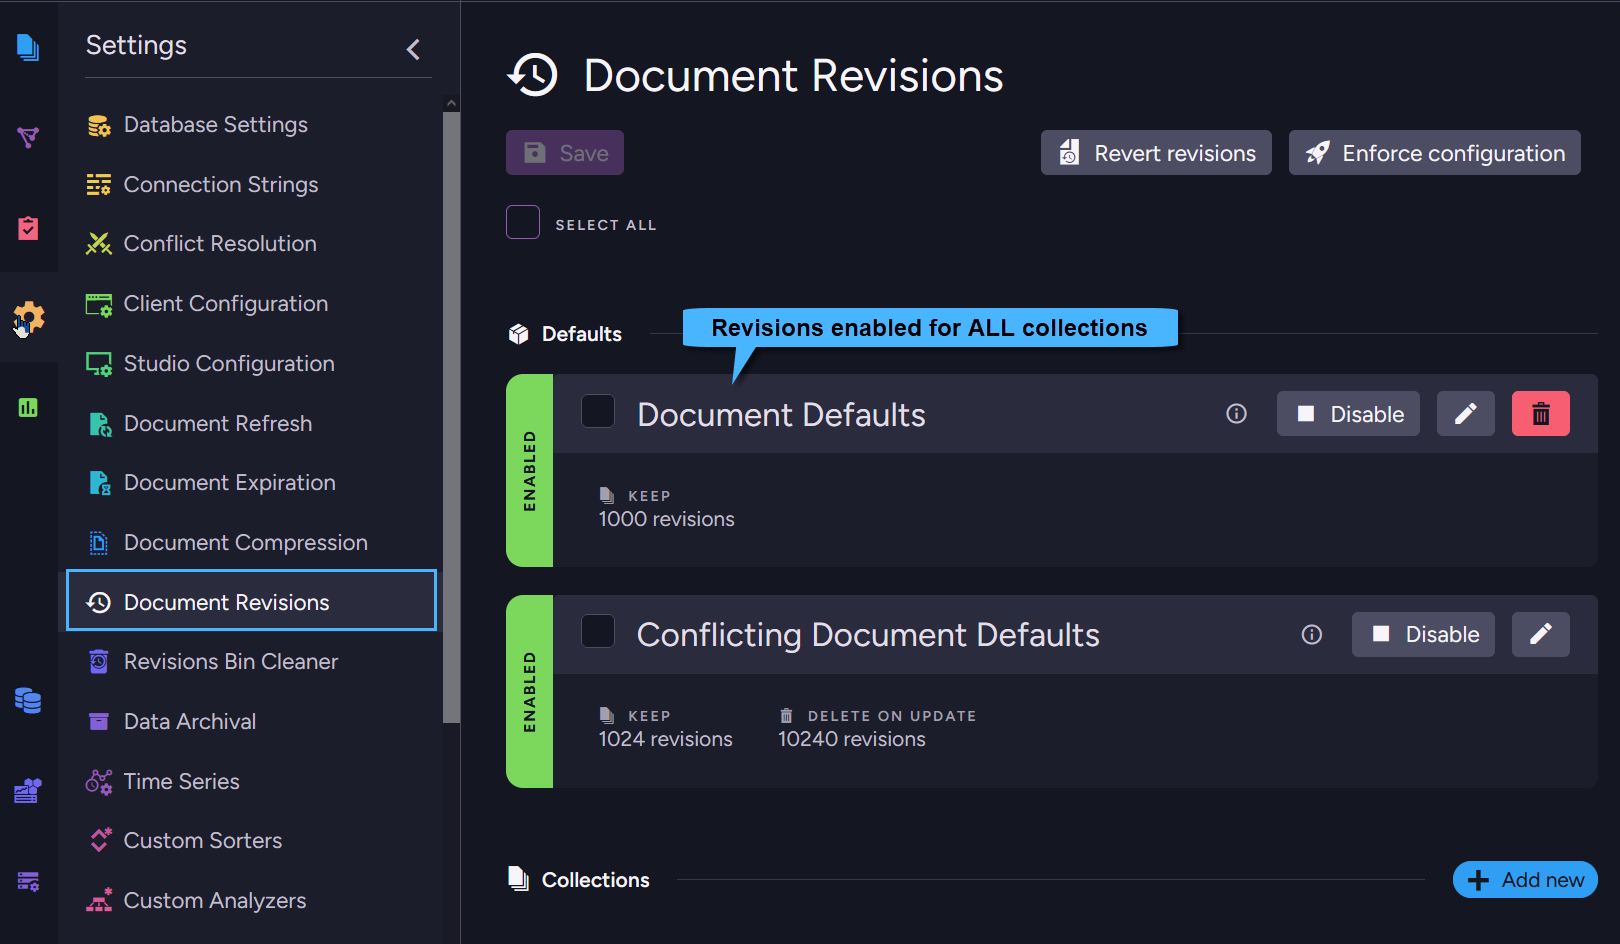 Settings
Database Settings
Connection Strings
Conflict Resolution
Client Configuration
Studio Configuration
Document Refresh
Document Expiration
Document Compression
Document Revisions
Revisions Bin Cleaner
Data Archival
Time Series
Custom Sorters
Custom Analyzers
Document Revisions
Save
Revert revisions
Enforce configuration
SELECT ALL
Defaults
Revisions enabled for ALL collections
ENABLED
Document Defaults
Disable
KEEP
1000 revisions
ENABLED
Conflicting Document Defaults
Disable
KEEP
1024 revisions
DELETE ON UPDATE
10240 revisions
Collections
Add new